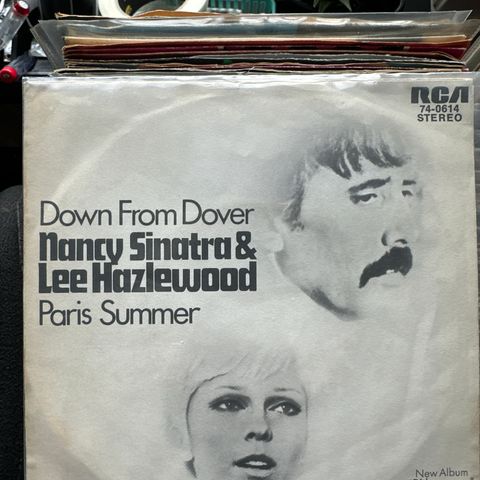 RCA
74-0614
STEREO
Down From Dover
Nancy Sinatra &
Lee Hazlewood
Paris Summer
New Album